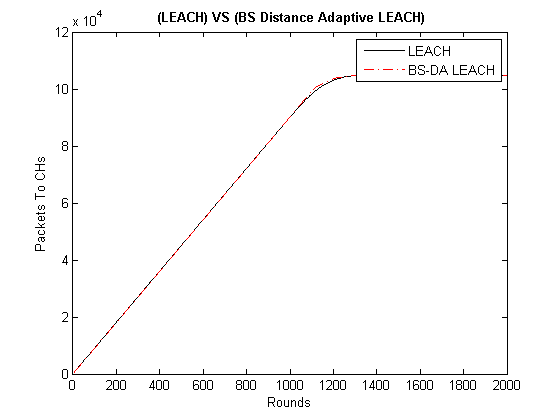 (LEACH) VS (BS Distance Adaptive LEACH)
x 10^4
LEACH
BS-DA LEACH
12
10
8
6
4
2
0
Packets To CHs
0 200 400 600 800 1000 1200 1400 1600 1800 2000
Rounds